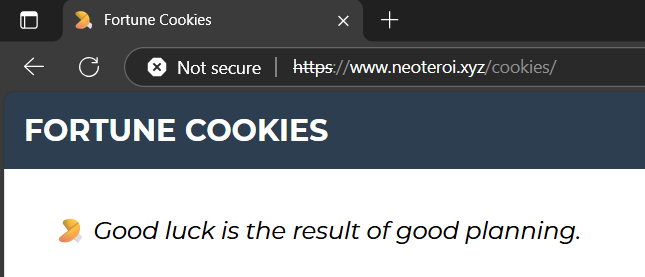 Fortune Cookies
Not secure | https://www.neoteroi.xyz/cookies/
FORTUNE COOKIES
Good luck is the result of good planning.